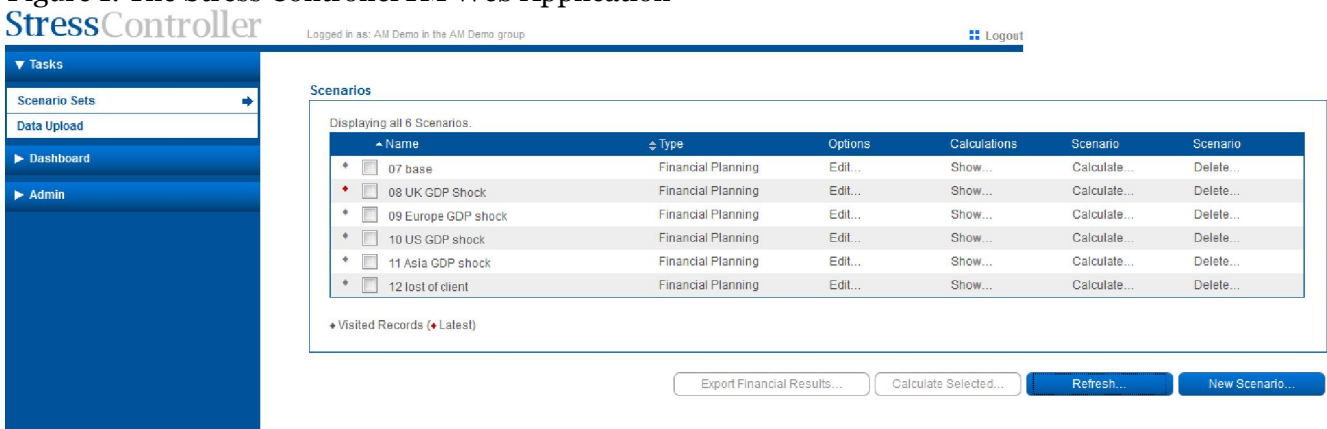 Figure 1: The Stress Controller AM Web Application
StressController
Logged in as: AM Demo in the AM Demo group
Logout
Tasks
Scenario Sets
Data Upload
Dashboard
Admin
Scenarios
Displaying all 6 Scenarios.
Name Type Options Calculations Scenario Scenario
07 base Financial Planning Edit... Show... Calculate... Delete...
08 UK GDP Shock Financial Planning Edit... Show... Calculate... Delete...
09 Europe GDP shock Financial Planning Edit... Show... Calculate... Delete...
10 US GDP shock Financial Planning Edit... Show... Calculate... Delete...
11 Asia GDP shock Financial Planning Edit... Show... Calculate... Delete...
12 lost of client Financial Planning Edit... Show... Calculate... Delete...
Visited Records (Latest)
Export Financial Results... Calculate Selected... Refresh... New Scenario...